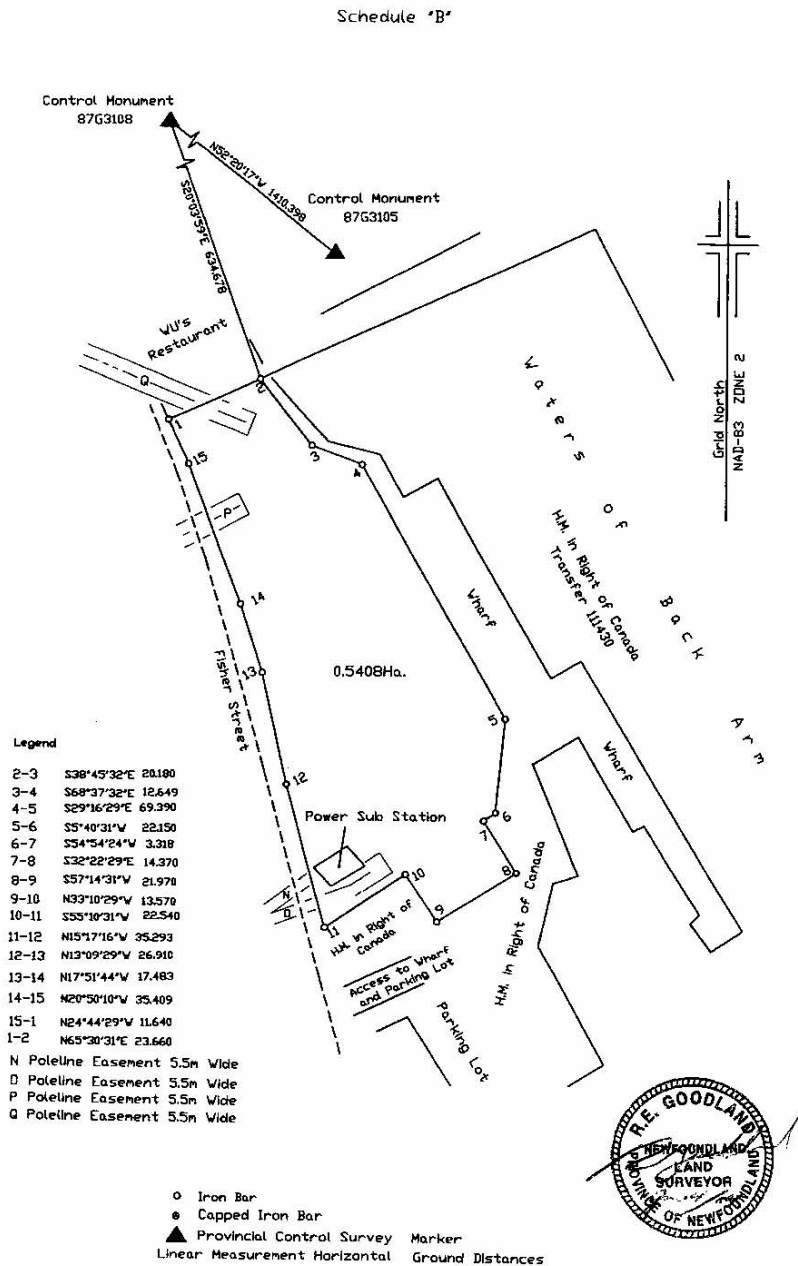 Schedule "B"
Control Monument
87G3108
N52°20'17"W 1410.398
Control Monument
87G3105
S20°03'59"E 634.678
WU's
Restaurant
Q
1
2
3
4
15
P
14
13
12
Fisher Street
0.5408Ha.
Wharf
Waters of Back Arm
H.M. In Right of Canada
Transfer 111430
Grid North
NAD-83 ZONE 2
5
6
7
8
9
10
11
Wharf
Power Sub Station
N
O
H.M. In Right of
Canada
Access to Wharf
and Parking Lot
Parking Lot
H.M. In Right of Canada
Legend
2-3 S38°45'32"E 20.180
3-4 S68°37'32"E 12.649
4-5 S29°16'29"E 69.390
5-6 S5°40'31"W 22.150
6-7 S54°54'24"W 3.318
7-8 S32°22'29"E 14.370
8-9 S57°14'31"W 21.970
9-10 N33°10'29"W 13.570
10-11 S55°10'31"W 22.540
11-12 N15°17'16"W 35.293
12-13 N13°09'29"W 26.910
13-14 N17°51'44"W 17.483
14-15 N20°50'10"W 35.409
15-1 N24°44'29"W 11.640
1-2 N65°30'31"E 23.660
N Poleline Easement 5.5m Wide
O Poleline Easement 5.5m Wide
P Poleline Easement 5.5m Wide
Q Poleline Easement 5.5m Wide
R.E. GOODLAND
NEWFOUNDLAND
LAND
SURVEYOR
PROVINCE OF NEWFOUNDLAND
Iron Bar
Capped Iron Bar
Provincial Control Survey Marker
Linear Measurement Horizontal Ground Distances